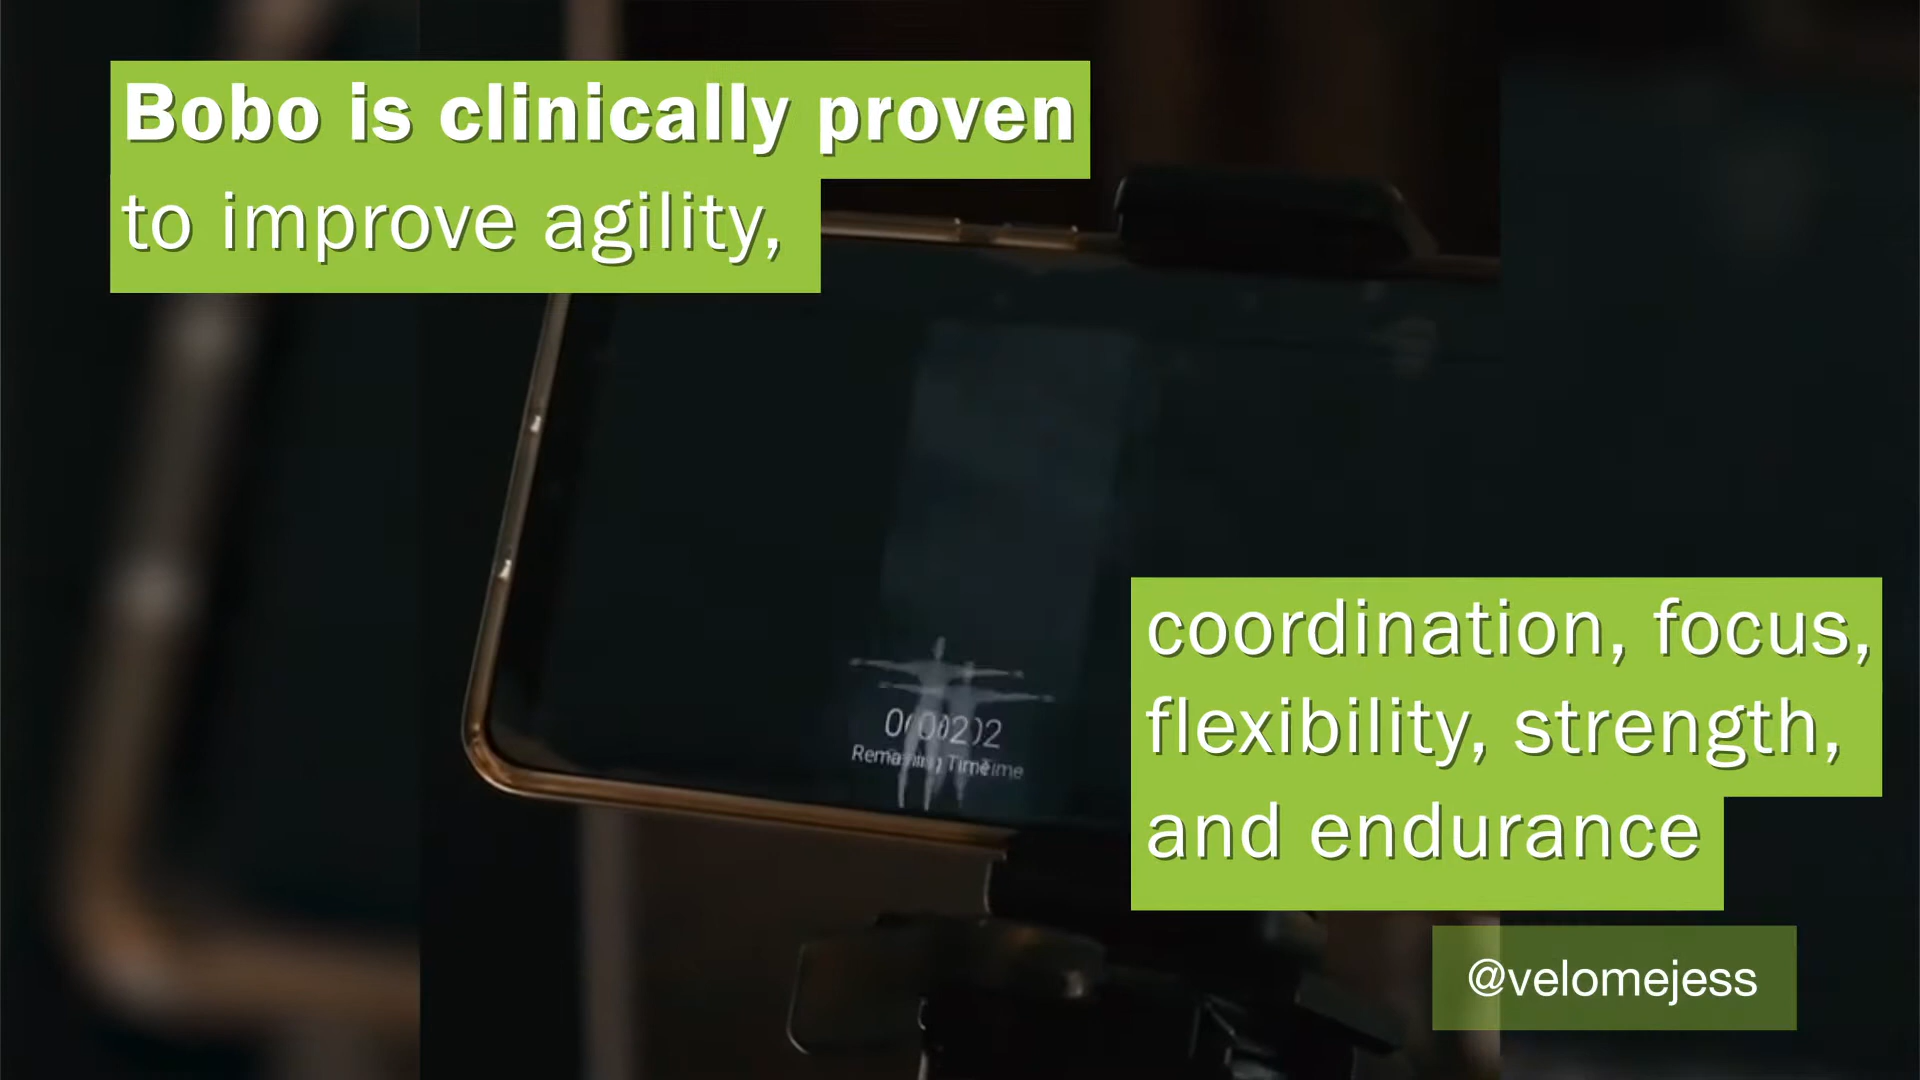 Bobo is clinically proven
to improve agility,
coordination, focus,
flexibility, strength,
and endurance
@velomejess